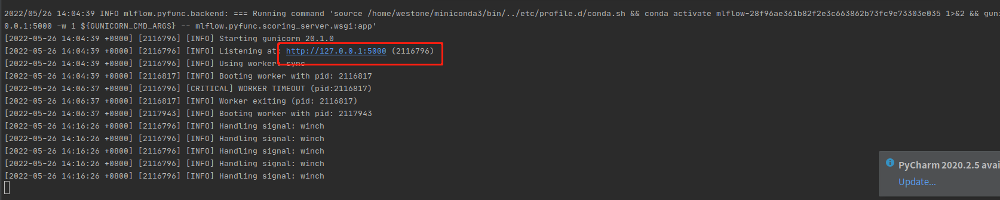 2022/05/26 14:04:39 INFO mlflow.pyfunc.backend: === Running command 'source /home/westone/miniconda3/bin/../etc/profile.d/conda.sh && conda activate mlflow-28f96ae361b82f2e3c663862b73fc9e73303e035 1>&2 && guni
0.0.1:5000 -w 1 ${GUNICORN_CMD_ARGS} -- mlflow.pyfunc.scoring_server.wsgi:app'
[2022-05-26 14:04:39 +0800] [2116796] [INFO] Starting gunicorn 20.1.0
[2022-05-26 14:04:39 +0800] [2116796] [INFO] Listening at: http://127.0.0.1:5000 (2116796)
[2022-05-26 14:04:39 +0800] [2116796] [INFO] Using worker: sync
[2022-05-26 14:04:39 +0800] [2116817] [INFO] Booting worker with pid: 2116817
[2022-05-26 14:06:37 +0800] [2116796] [CRITICAL] WORKER TIMEOUT (pid:2116817)
[2022-05-26 14:06:37 +0800] [2116817] [INFO] Worker exiting (pid: 2116817)
[2022-05-26 14:06:37 +0800] [2117943] [INFO] Booting worker with pid: 2117943
[2022-05-26 14:16:26 +0800] [2116796] [INFO] Handling signal: winch
[2022-05-26 14:16:26 +0800] [2116796] [INFO] Handling signal: winch
[2022-05-26 14:16:26 +0800] [2116796] [INFO] Handling signal: winch
[2022-05-26 14:16:26 +0800] [2116796] [INFO] Handling signal: winch
[2022-05-26 14:16:26 +0800] [2116796] [INFO] Handling signal: winch
PyCharm 2020.2.5 avai
Update...